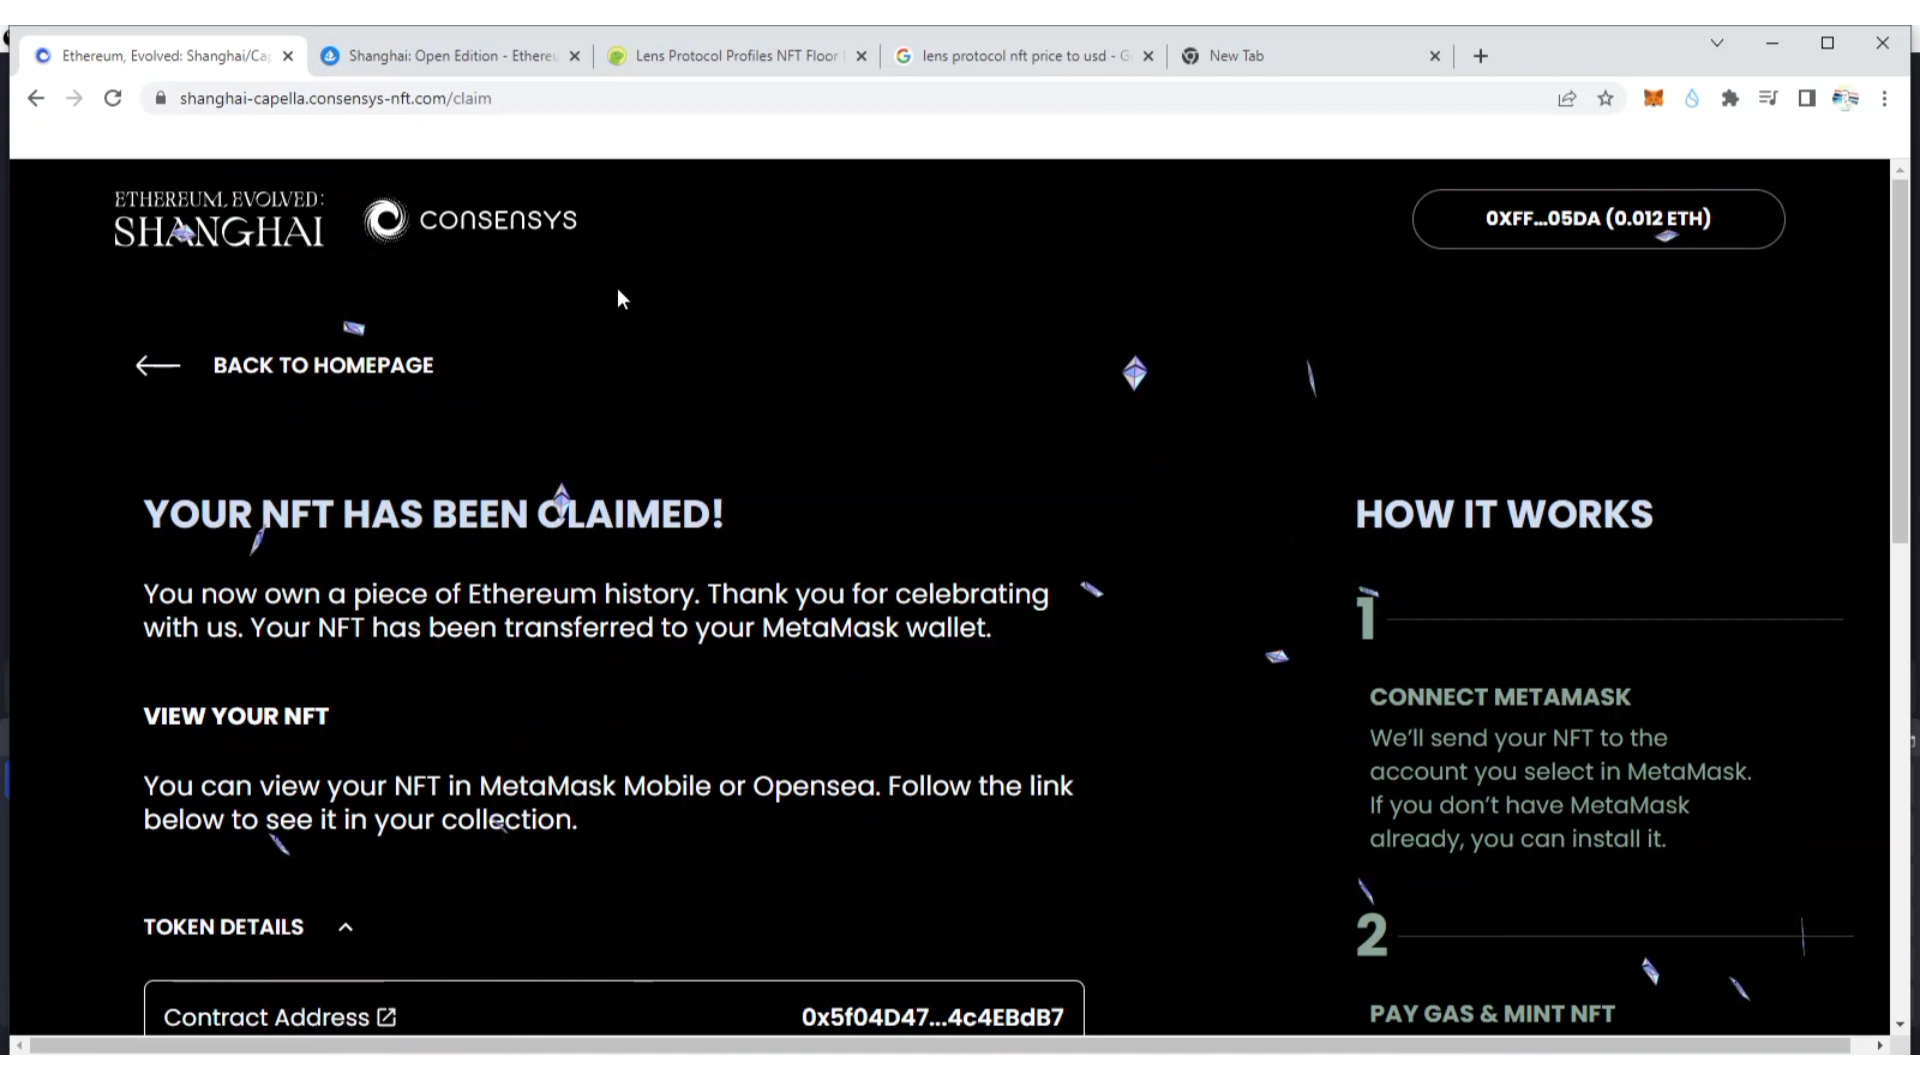 Ethereum, Evolved: Shanghai/Cap
Shanghai: Open Edition - Ethereu
Lens Protocol Profiles NFT Floor
lens protocol nft price to usd - G
New Tab
shanghai-capella.consensys-nft.com/claim
ETHEREUM, EVOLVED:
SHANGHAI
CONSENSYS
0XFF...05DA (0.012 ETH)
BACK TO HOMEPAGE
YOUR NFT HAS BEEN CLAIMED!
You now own a piece of Ethereum history. Thank you for celebrating
with us. Your NFT has been transferred to your MetaMask wallet.
VIEW YOUR NFT
You can view your NFT in MetaMask Mobile or Opensea. Follow the link
below to see it in your collection.
TOKEN DETAILS
Contract Address
0x5f04D47...4c4EBdB7
HOW IT WORKS
1
CONNECT METAMASK
We'll send your NFT to the
account you select in MetaMask.
If you don't have MetaMask
already, you can install it.
2
PAY GAS & MINT NFT